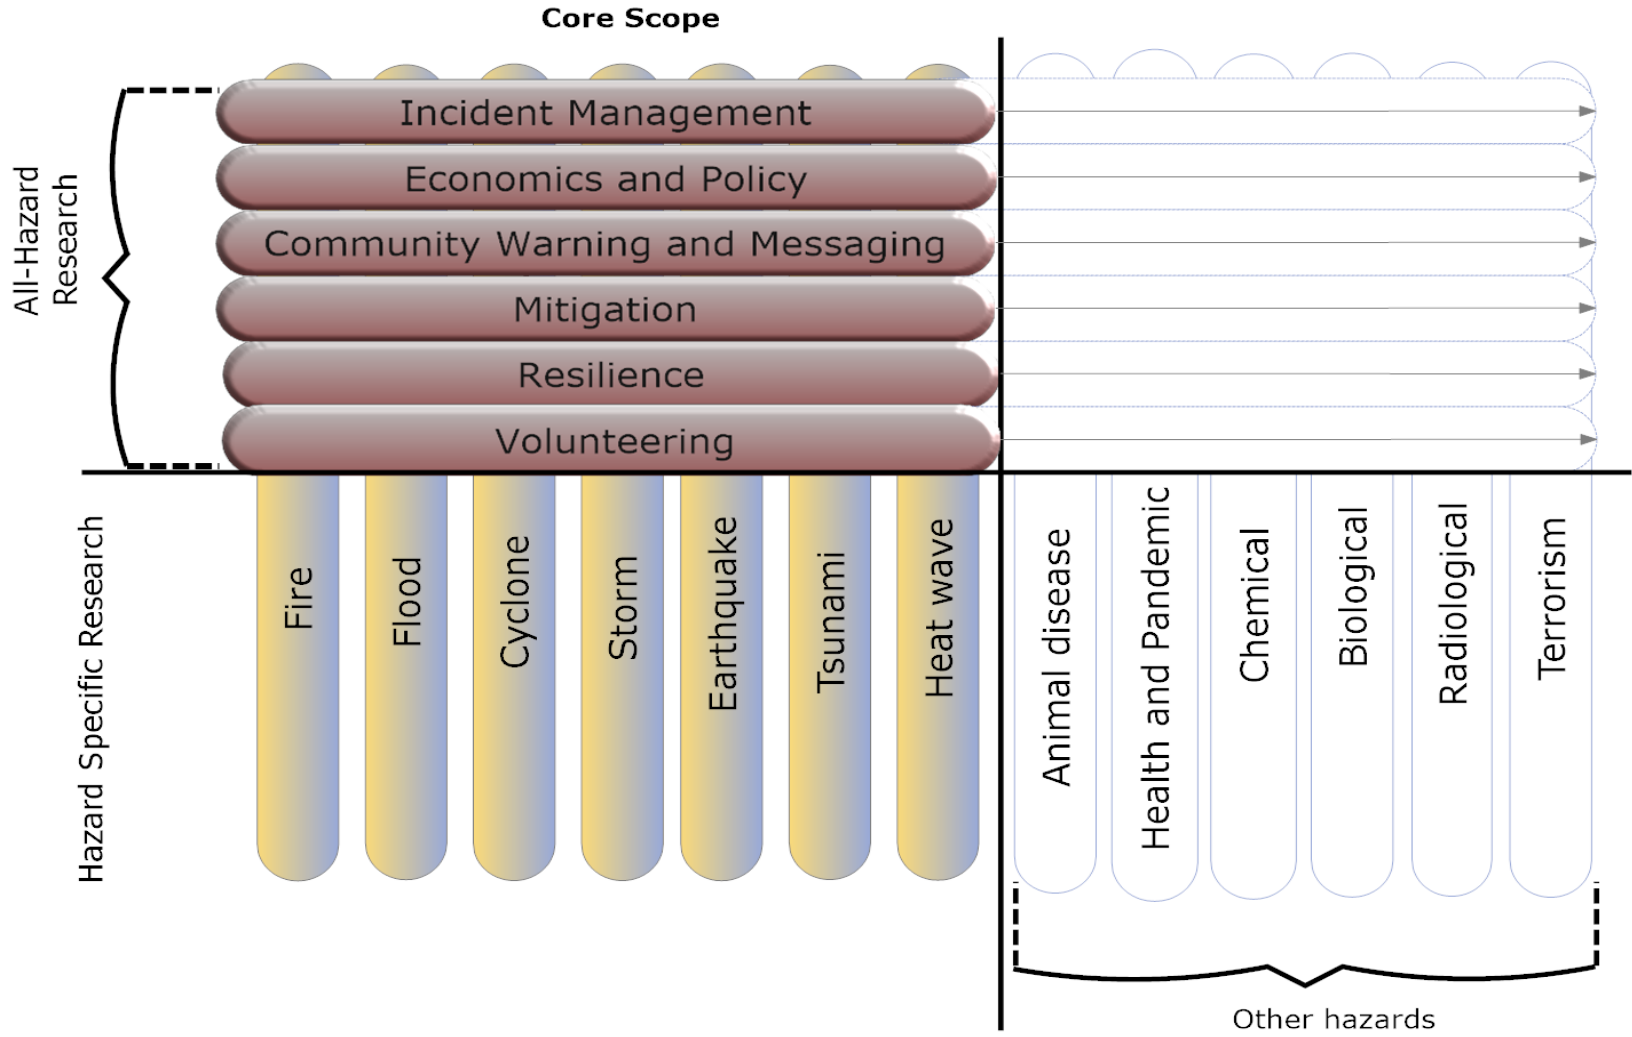 Core Scope
All-Hazard
Research
Incident Management
Economics and Policy
Community Warning and Messaging
Mitigation
Resilience
Volunteering
Hazard Specific Research
Fire
Flood
Cyclone
Storm
Earthquake
Tsunami
Heat wave
Animal disease
Health and Pandemic
Chemical
Biological
Radiological
Terrorism
Other hazards